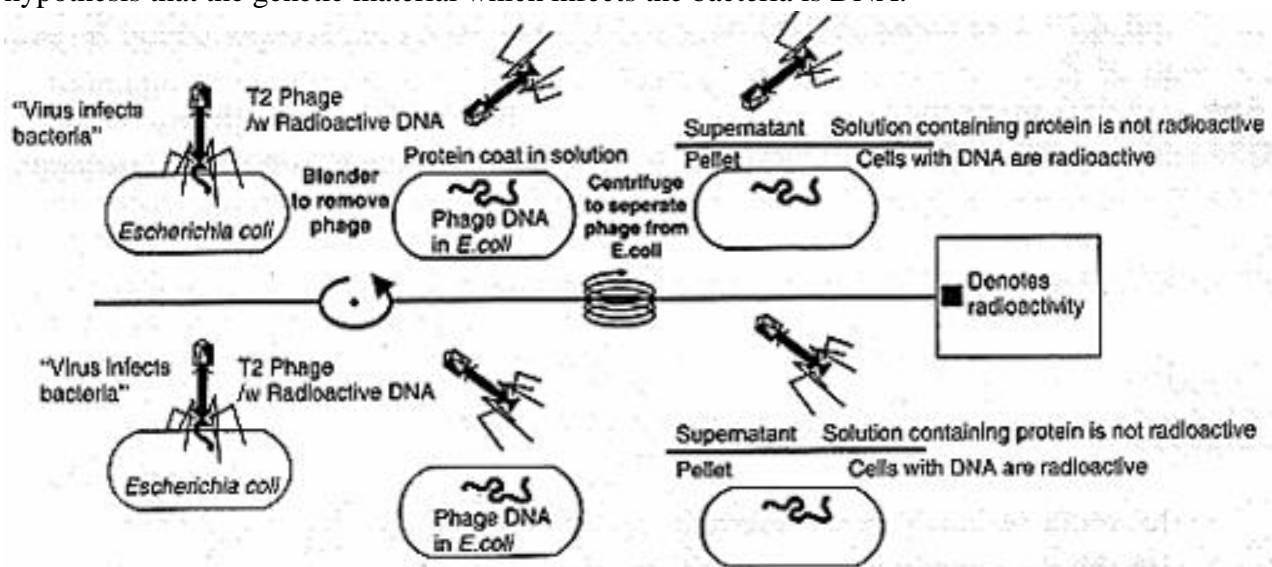 hypothesis that the genetic material which infects the bacteria is DNA.
"Virus infects
bacteria"
T2 Phage
/w Radioactive DNA
Escherichia coli
Blender
to remove
phage
Protein coat in solution
Phage DNA
in E.coli
Centrifuge
to seperate
phage from
E.coli
Supernatant Solution containing protein is not radioactive
Pellet Cells with DNA are radioactive
Denotes
radioactivity
"Virus infects
bacteria"
T2 Phage
/w Radioactive DNA
Escherichia coli
Phage DNA
in E.coli
Supernatant Solution containing protein is not radioactive
Pellet Cells with DNA are radioactive